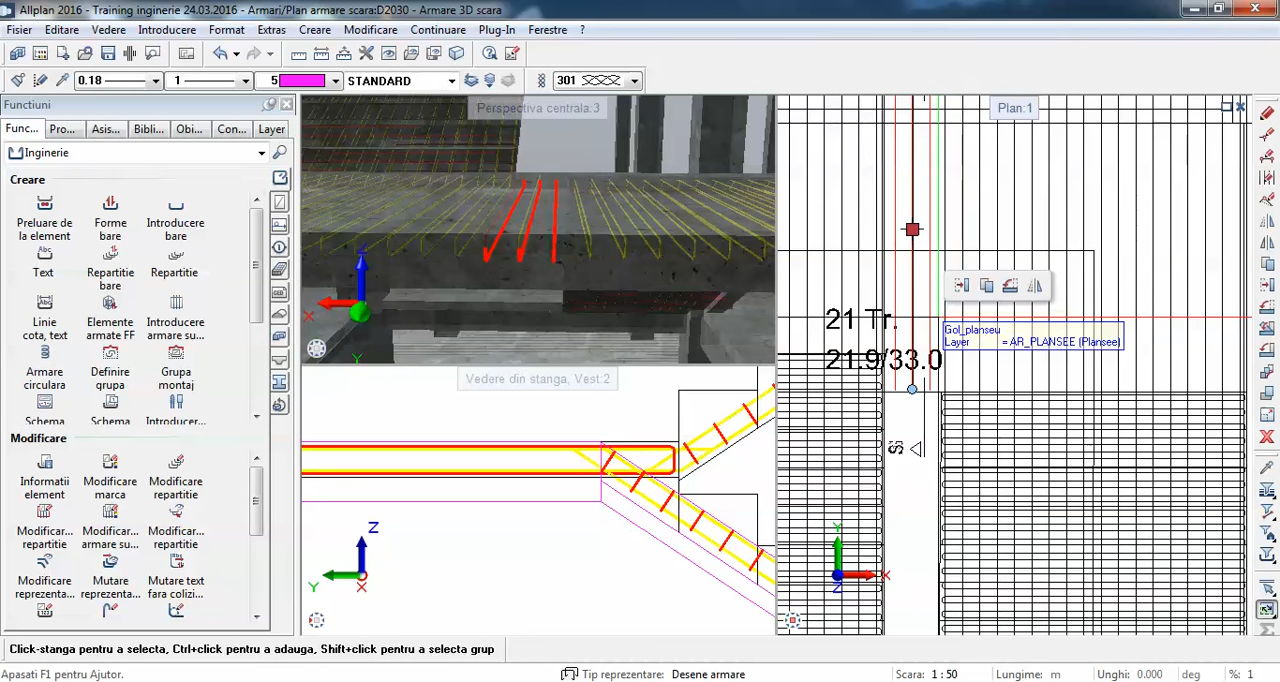 Allplan 2016 - Training inginerie 24.03.2016 - Armari/Plan armare scara:D2030 - Armare 3D scara
Fisier Editare Vedere Introducere Format Extras Creare Modificare Continuare Plug-In Fereastre ?
0.18 1 5 STANDARD 301
Functiuni
Func... Pro... Asis... Bibli... Obi... Con... Layer
Inginerie
Creare
Preluare de la element
Forme bare
Introducere bare
Text
Repartitie bare
Repartitie
Linie cota, text
Elemente armare FF
Introducere armare su...
Armare circulara
Definire grupa
Grupa montaj
Schema
Schema
Introducer...
Modificare
Informatii element
Modificare marca
Modificare repartitie
Modificar... repartitie
Modificar... armare su...
Modificar... repartitie
Modificare reprezenta...
Mutare reprezentar...
Mutare text fara colizi...
Perspectiva centrala:3
Vedere din stanga, Vest:2
Plan:1
Z
X
Y
Z
Y
X
21 Tr.
21.9/33.0
Gol_planseu
Layer = AR_PLANSEE (Plansee)
Y
X
Z
Click-stanga pentru a selecta, Ctrl+click pentru a adauga, Shift+click pentru a selecta grup
Apasati F1 pentru Ajutor.
Tip reprezentare: Desene armare
Scara: 1 : 50
Lungime: m
Unghi: 0.000 deg
%: 1